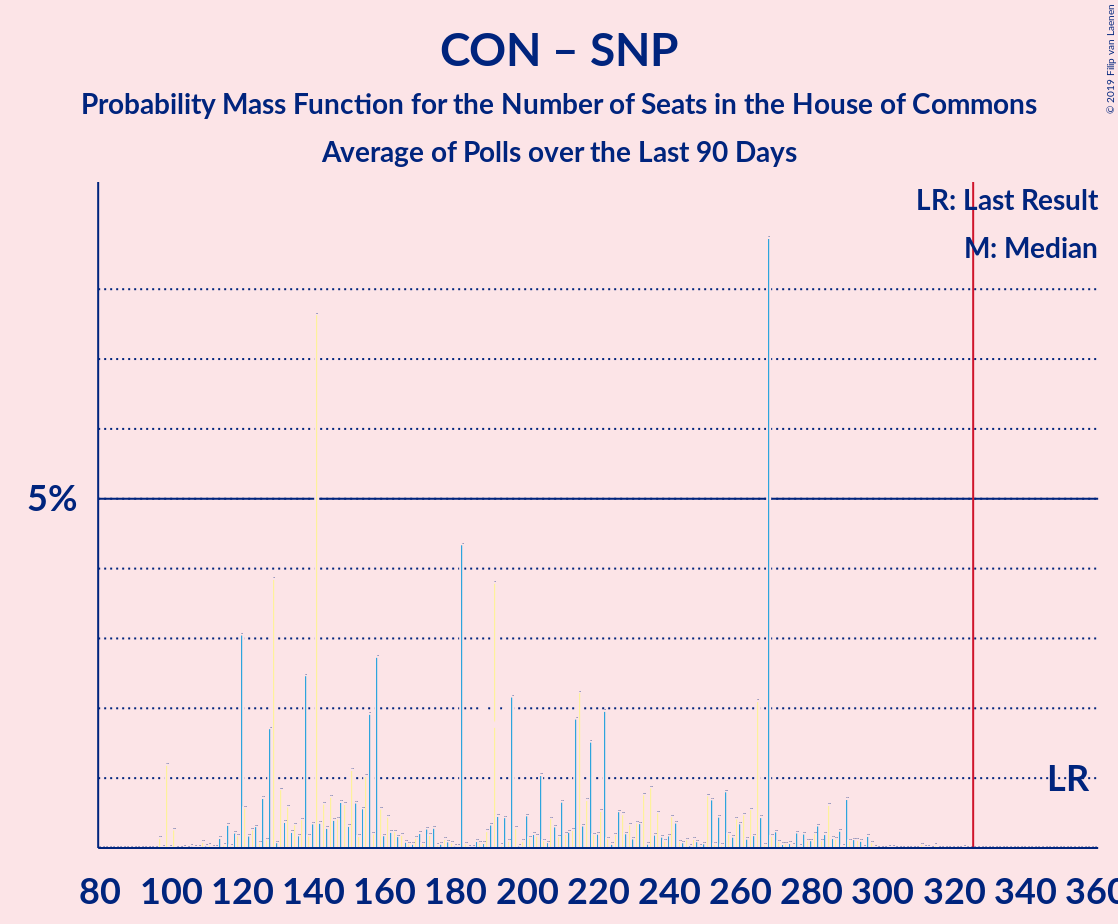 CON – SNP
Probability Mass Function for the Number of Seats in the House of Commons
Average of Polls over the Last 90 Days
© 2019 Filip van Laenen
LR: Last Result
M: Median
5%
LR
80 100 120 140 160 180 200 220 240 260 280 300 320 340 360